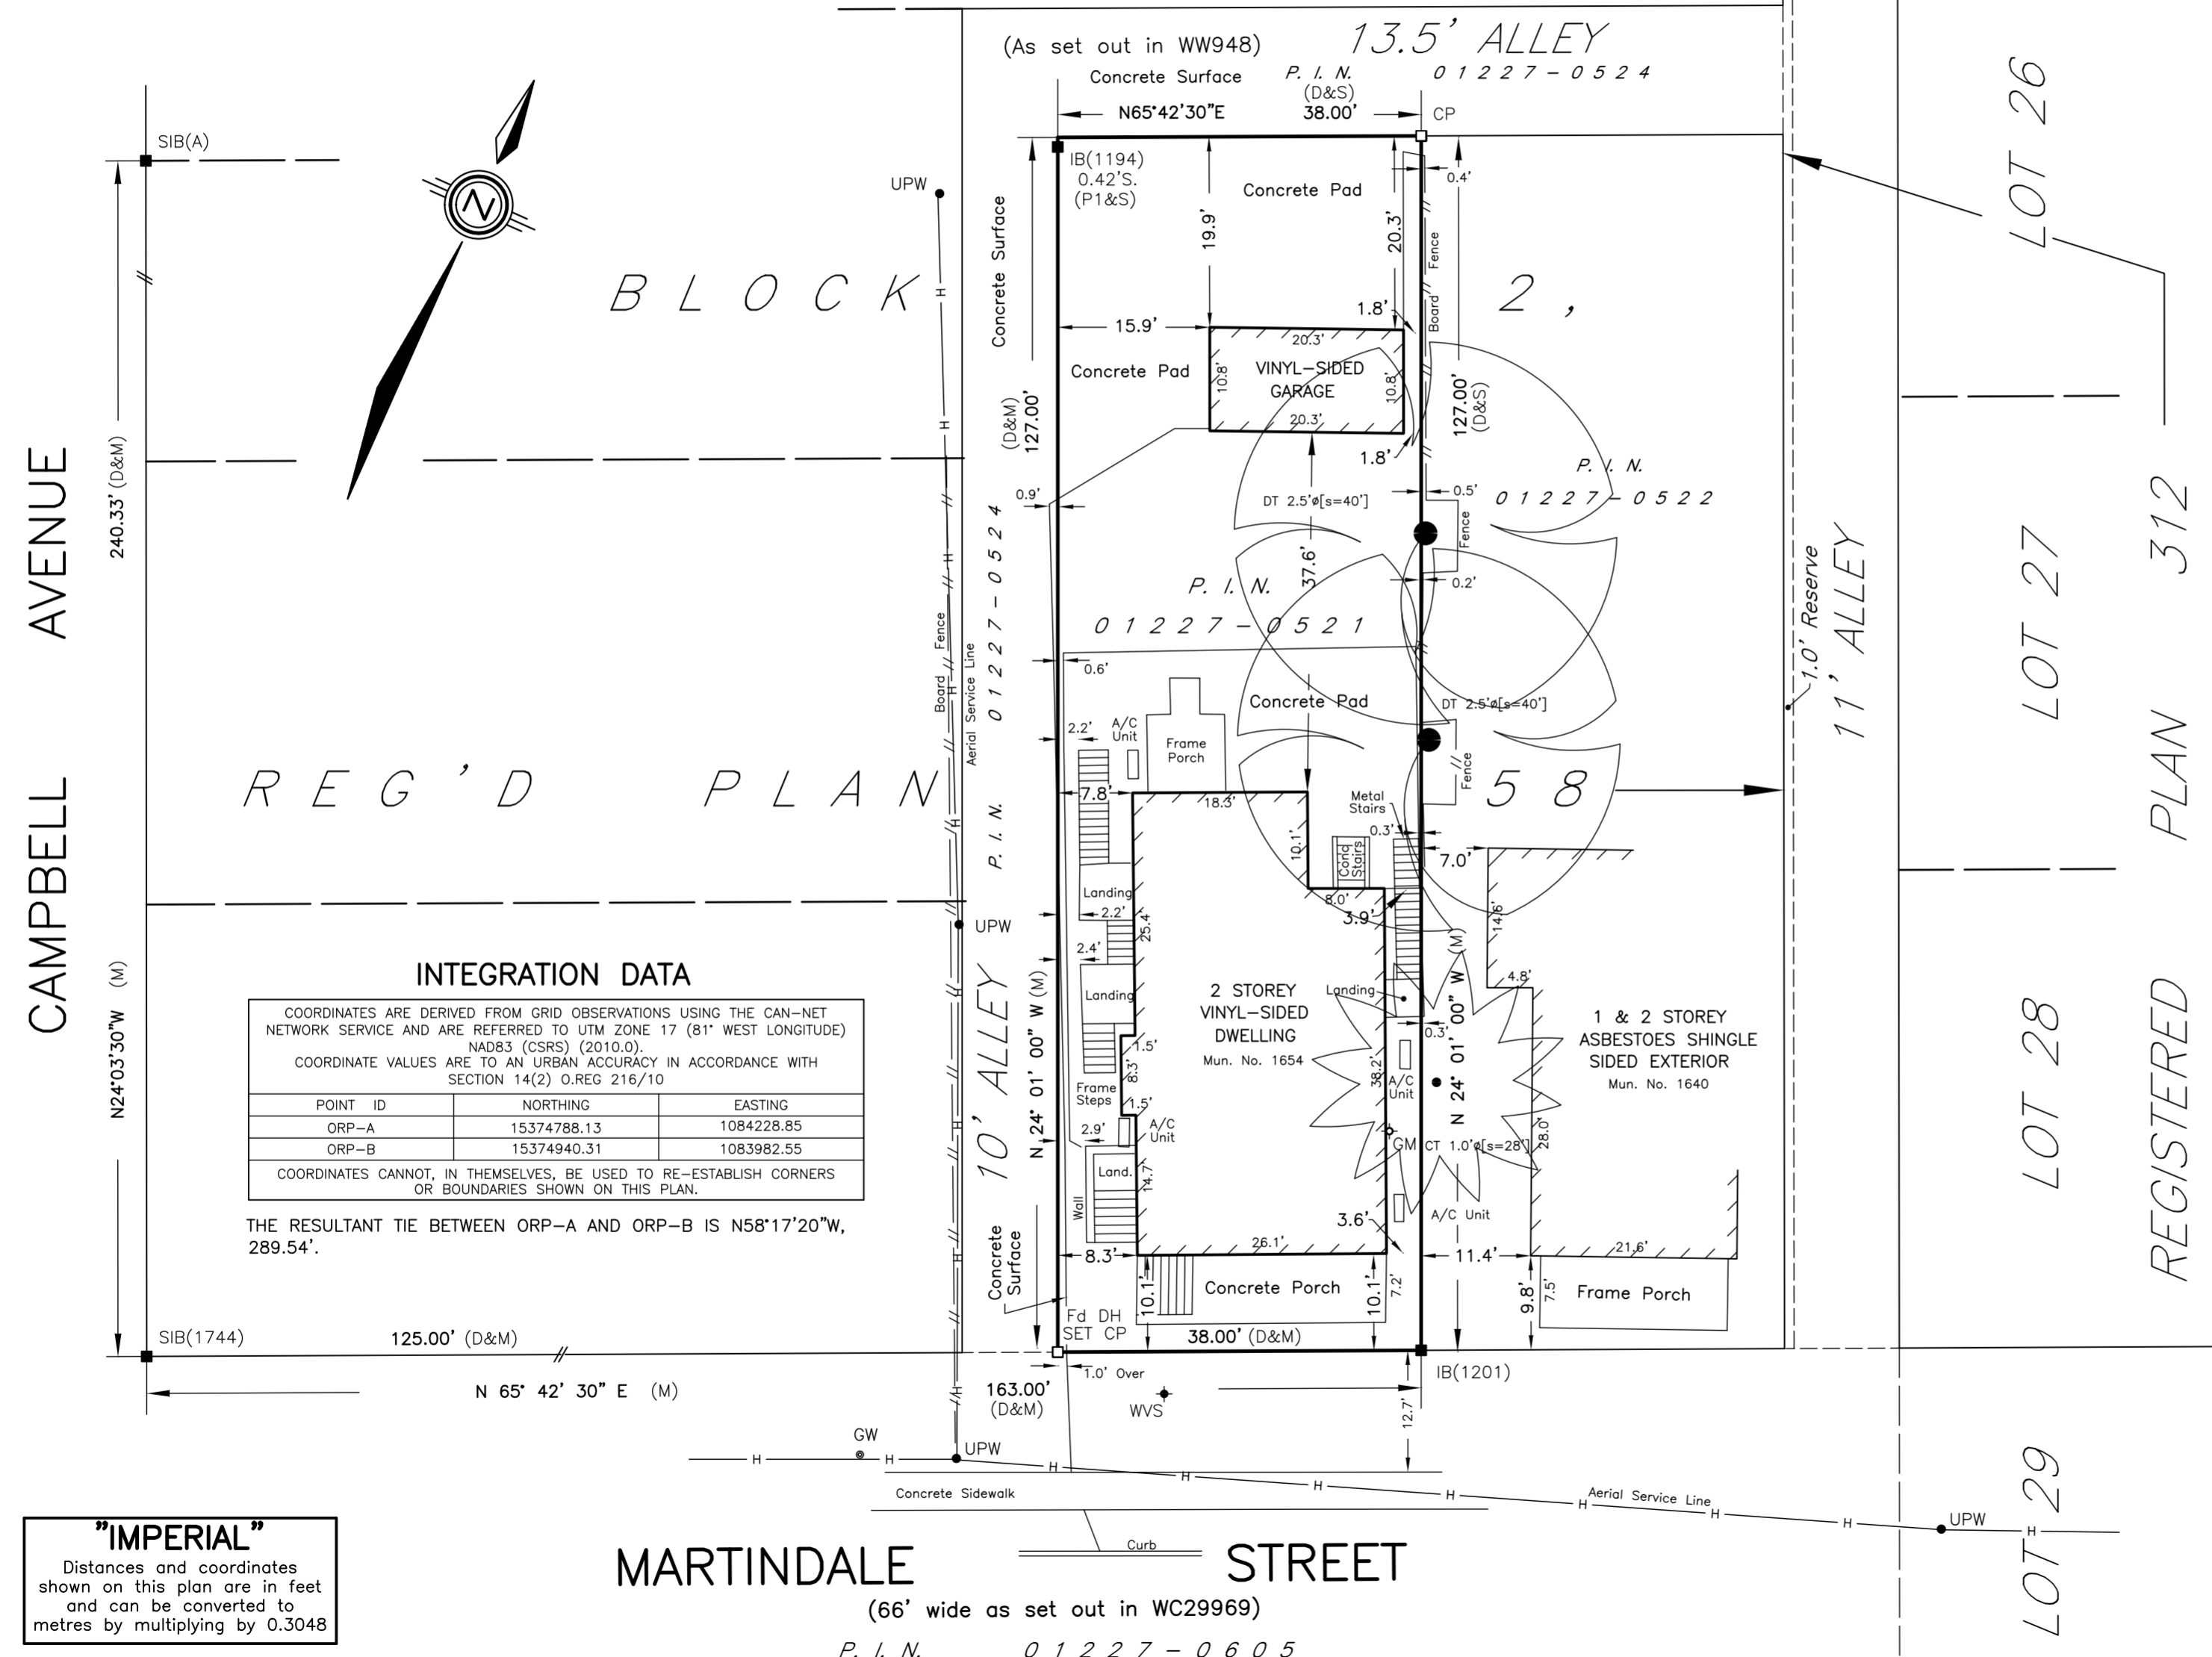 (As set out in WW948)
13.5' ALLEY
Concrete Surface
P. I. N. 01227-0524
(D&S)
N65°42'30"E 38.00'
CP
SIB(A)
IB(1194)
0.42'S.
(P1&S)
UPW
Concrete Pad
0.4'
LOT 26
Concrete Surface
19.9'
20.3'
Board Fence
BLOCK 2,
1.8'
15.9'
20.3'
Concrete Pad
VINYL-SIDED
GARAGE
10.8'
10.8'
20.3'
127.00'
(D&M)
127.00'
(D&S)
1.8'
240.33' (D&M)
CAMPBELL AVENUE
P. I. N.
01227-0522
0.9'
DT 2.5'ø[s=40']
0.5'
Fence
37.6'
0.2'
P. I. N.
01227-0521
Board Fence
Aerial Service Line
P. I. N. 01227-0524
0.6'
1.0' Reserve
11' ALLEY
LOT 27
REGISTERED PLAN 312
Concrete Pad
DT 2.5'ø[s=40']
2.2'
A/C
Unit
Frame
Porch
Fence
REG'D PLAN 58
7.8'
18.3'
Metal
Stairs
0.3'
10.1'
Conc
Stairs
7.0'
Landing
8.0'
3.9'
2.2'
25.4'
14.6'
UPW
2.4'
INTEGRATION DATA
COORDINATES ARE DERIVED FROM GRID OBSERVATIONS USING THE CAN-NET
NETWORK SERVICE AND ARE REFERRED TO UTM ZONE 17 (81° WEST LONGITUDE)
NAD83 (CSRS) (2010.0).
COORDINATE VALUES ARE TO AN URBAN ACCURACY IN ACCORDANCE WITH
SECTION 14(2) O.REG 216/10
POINT ID NORTHING EASTING
ORP-A 15374788.13 1084228.85
ORP-B 15374940.31 1083982.55
COORDINATES CANNOT, IN THEMSELVES, BE USED TO RE-ESTABLISH CORNERS
OR BOUNDARIES SHOWN ON THIS PLAN.
THE RESULTANT TIE BETWEEN ORP-A AND ORP-B IS N58°17'20"W,
289.54'.
N24°03'30"W (M)
10' ALLEY
N 24° 01' 00" W (M)
Landing
2 STOREY
VINYL-SIDED
DWELLING
Mun. No. 1654
Landing
4.8'
N 24° 01' 00" W (M)
1 & 2 STOREY
ASBESTOES SHINGLE
SIDED EXTERIOR
Mun. No. 1640
LOT 28
1.5'
8.3'
0.3'
38.2'
A/C
Unit
Frame
Steps
1.5'
2.9'
A/C
Unit
GM
CT 1.0'ø[s=28']
28.0'
Land.
14.7'
Wall
3.6'
A/C Unit
26.1'
21.6'
8.3'
11.4'
Concrete
Surface
10.1'
Concrete Porch
10.1'
7.2'
9.8'
7.5'
Frame Porch
Fd DH
SET CP
38.00' (D&M)
SIB(1744)
125.00' (D&M)
IB(1201)
1.0' Over
N 65° 42' 30" E (M)
163.00'
(D&M)
WVS
12.7'
GW
UPW
Concrete Sidewalk
Aerial Service Line
UPW
LOT 29
Curb
"IMPERIAL"
Distances and coordinates
shown on this plan are in feet
and can be converted to
metres by multiplying by 0.3048
MARTINDALE STREET
(66' wide as set out in WC29969)
P. I. N. 01227-0605
N